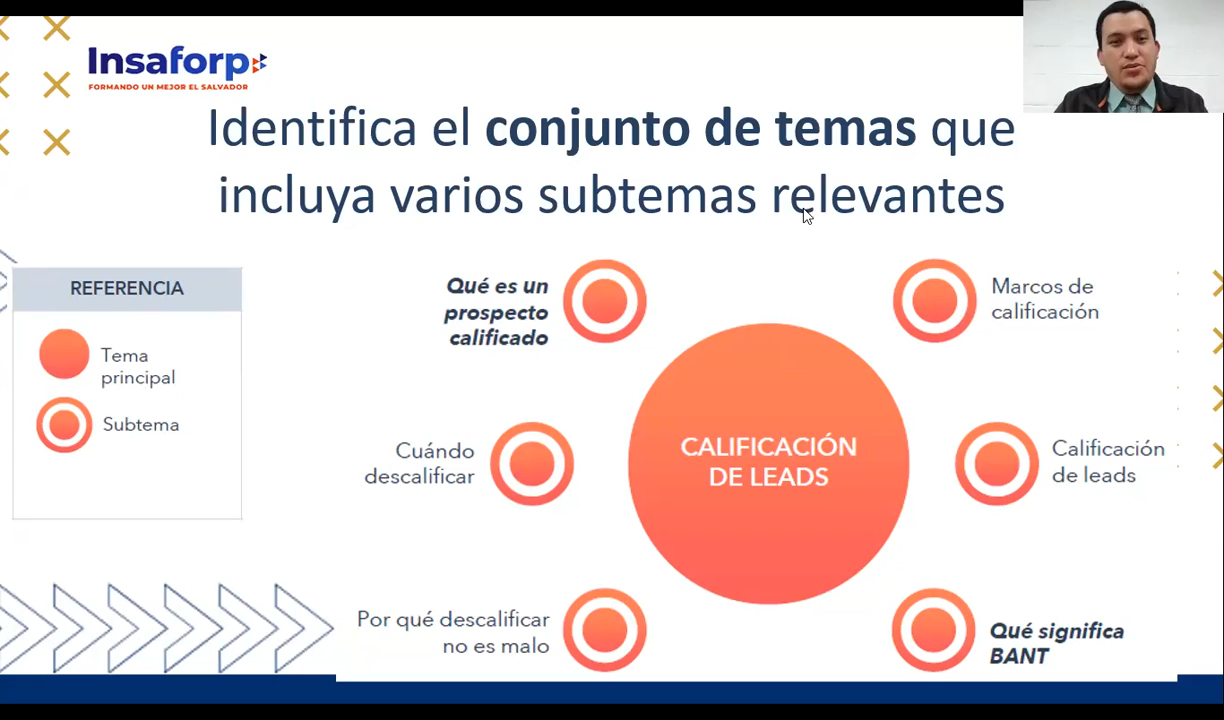 Insaforp
FORMANDO UN MEJOR EL SALVADOR
Identifica el conjunto de temas que
incluya varios subtemas relevantes
REFERENCIA
Tema
principal
Subtema
Qué es un
prospecto
calificado
Marcos de
calificación
Cuándo
descalificar
CALIFICACIÓN
DE LEADS
Calificación
de leads
Por qué descalificar
no es malo
Qué significa
BANT